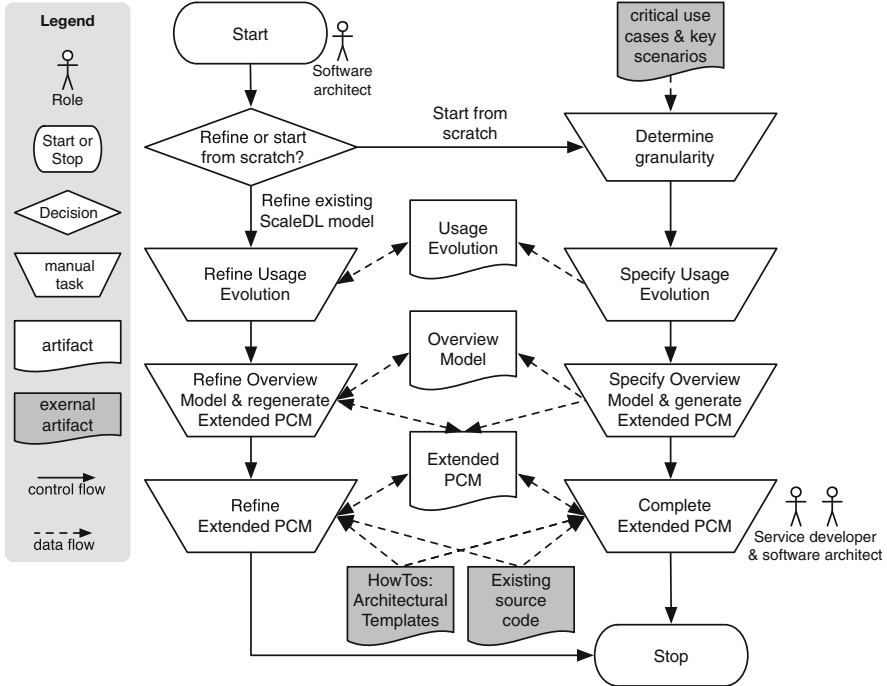 Legend
Role
Start or
Stop
Decision
manual
task
artifact
exernal
artifact
control flow
data flow
Start
Software
architect
critical use
cases & key
scenarios
Refine or start
from scratch?
Start from
scratch
Determine
granularity
Refine existing
ScaleDL model
Usage
Evolution
Refine Usage
Evolution
Specify Usage
Evolution
Overview
Model
Refine Overview
Model & regenerate
Extended PCM
Specify Overview
Model & generate
Extended PCM
Extended
PCM
Refine
Extended PCM
Complete
Extended PCM
Service developer
& software architect
HowTos:
Architectural
Templates
Existing
source
code
Stop